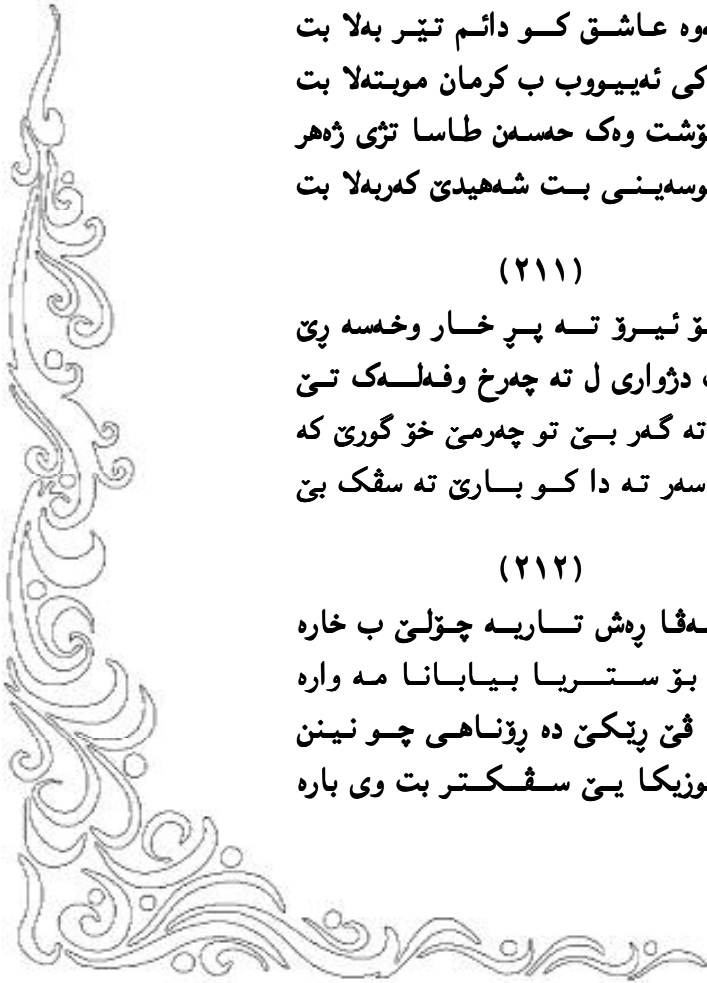 عاشق کو دائم تێر بەلا بت
ئەییووب ب کرمان موبتەلا بت
وەک حەسەن طاسا تژی ژەهر
بت شەهیدێ کەربەلا بت
(٢١١)
ئیرۆ تە پڕ خار وخەسە ڕێ
دژواری ل تە چەرخ وفەلەک تێ
تە گەر بێ تو چەرمێ خۆ گورێ کە
سەر تە دا کو بارێ تە سڤک بێ
(٢١٢)
ڕەش تاریە چۆلێ ب خارە
بۆ ستریا بیابانا مە وارە
ڤێ ڕێکێ دە ڕۆناهی چو نینن
یێ سڤکتر بت وی بارە